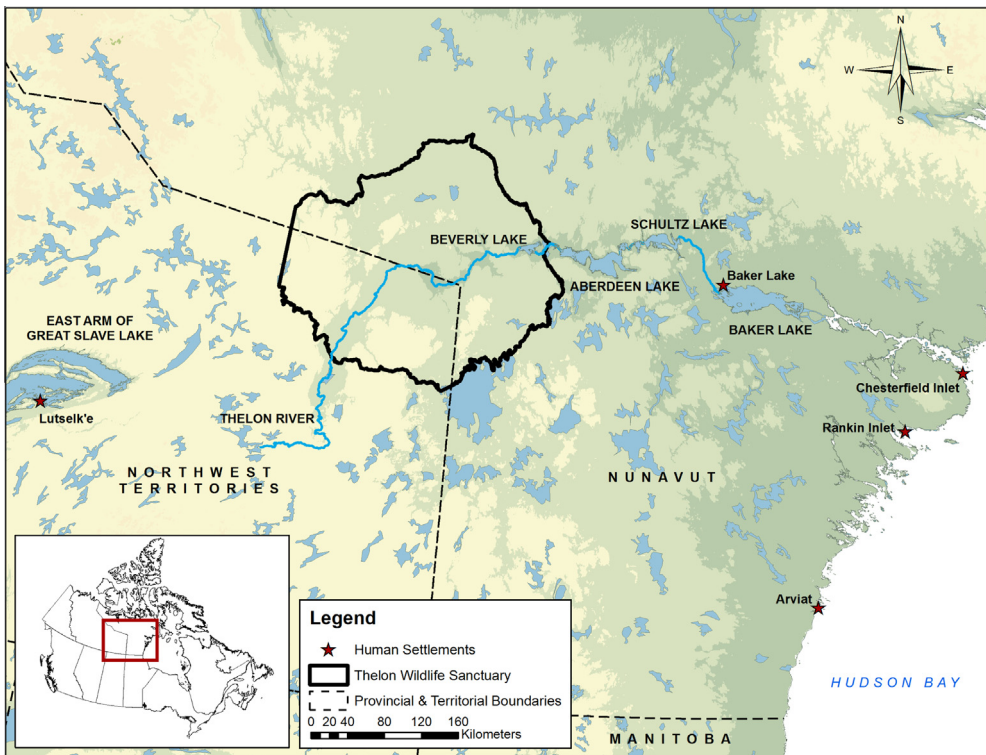 N
W E
S
BEVERLY LAKE
SCHULTZ LAKE
Baker Lake
ABERDEEN LAKE
BAKER LAKE
EAST ARM OF
GREAT SLAVE LAKE
Chesterfield Inlet
Lutselk'e
THELON RIVER
Rankin Inlet
NORTHWEST
TERRITORIES
NUNAVUT
Arviat
HUDSON BAY
MANITOBA
Legend
Human Settlements
Thelon Wildlife Sanctuary
Provincial & Territorial Boundaries
0 20 40 80 120 160
Kilometers